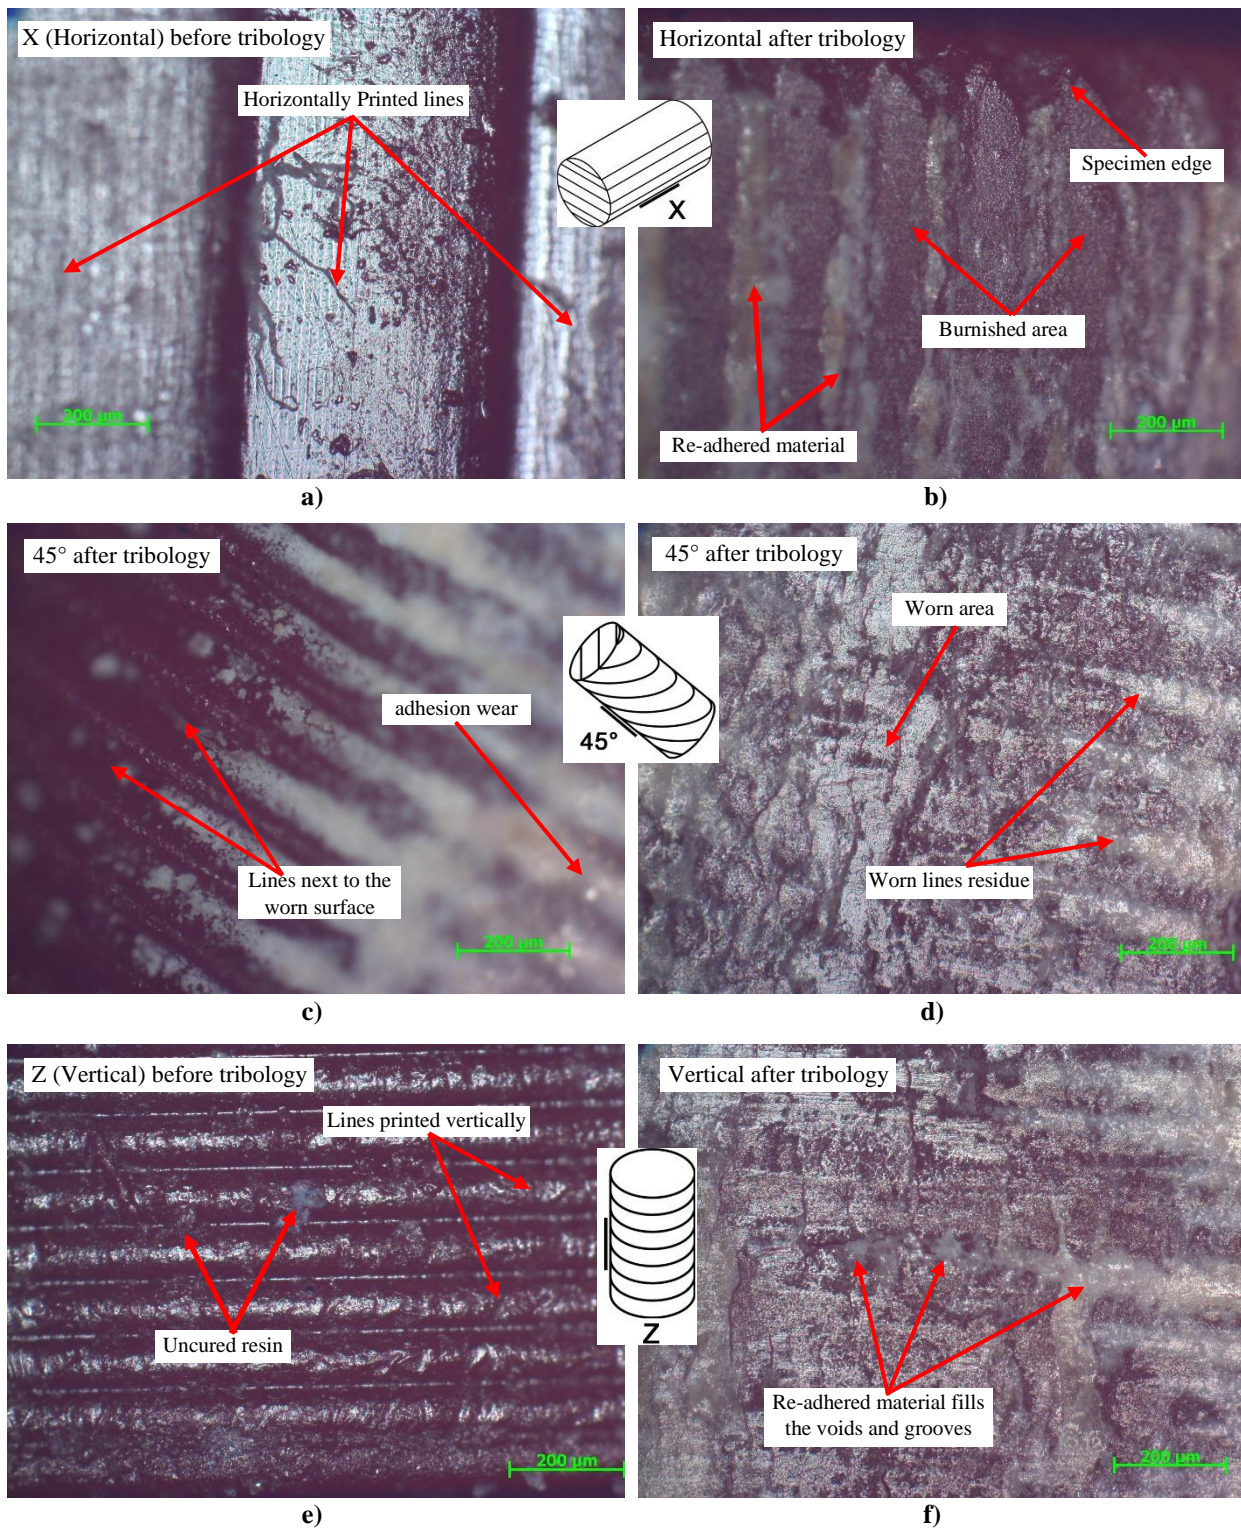 X (Horizontal) before tribology
Horizontally Printed lines
200 µm
a)
Horizontal after tribology
Specimen edge
X
Burnished area
Re-adhered material
200 µm
b)
45° after tribology
adhesion wear
45°
Lines next to the
worn surface
200 µm
c)
45° after tribology
Worn area
Worn lines residue
200 µm
d)
Z (Vertical) before tribology
Lines printed vertically
Uncured resin
Z
200 µm
e)
Vertical after tribology
Re-adhered material fills
the voids and grooves
200 µm
f)